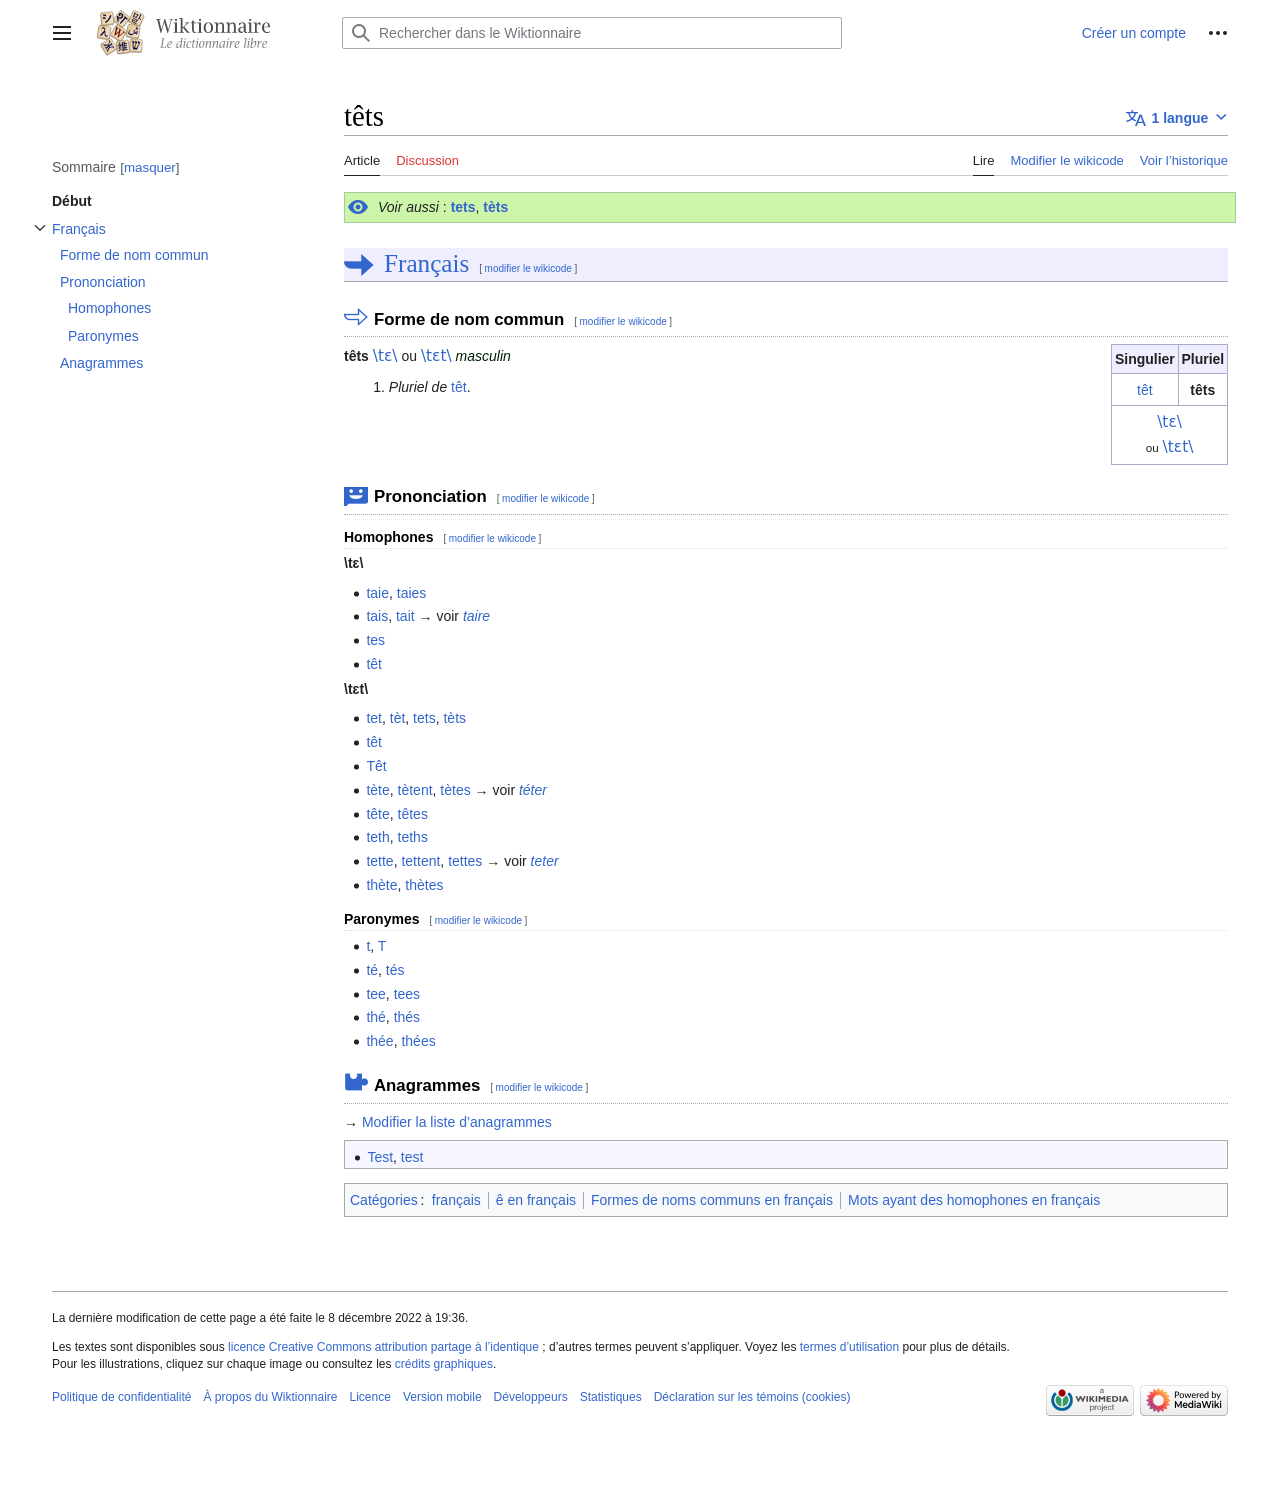 Wiktionnaire
Le dictionnaire libre
Rechercher dans le Wiktionnaire
Créer un compte
Sommaire [masquer]
Début
Français
Forme de nom commun
Prononciation
Homophones
Paronymes
Anagrammes
têts
1 langue
Article Discussion Lire Modifier le wikicode Voir l’historique
Voir aussi : tets, tèts
Français [ modifier le wikicode ]
Forme de nom commun [ modifier le wikicode ]
têts \tɛ\ ou \tɛt\ masculin
1. Pluriel de têt.
Singulier Pluriel
têt têts
\tɛ\
ou \tɛt\
Prononciation [ modifier le wikicode ]
Homophones [ modifier le wikicode ]
\tɛ\
• taie, taies
• tais, tait → voir taire
• tes
• têt
\tɛt\
• tet, tèt, tets, tèts
• têt
• Têt
• tète, tètent, tètes → voir téter
• tête, têtes
• teth, teths
• tette, tettent, tettes → voir teter
• thète, thètes
Paronymes [ modifier le wikicode ]
• t, T
• té, tés
• tee, tees
• thé, thés
• thée, thées
Anagrammes [ modifier le wikicode ]
→ Modifier la liste d’anagrammes
• Test, test
Catégories : français ê en français Formes de noms communs en français Mots ayant des homophones en français
La dernière modification de cette page a été faite le 8 décembre 2022 à 19:36.
Les textes sont disponibles sous licence Creative Commons attribution partage à l’identique ; d’autres termes peuvent s’appliquer. Voyez les termes d’utilisation pour plus de détails.
Pour les illustrations, cliquez sur chaque image ou consultez les crédits graphiques.
Politique de confidentialité À propos du Wiktionnaire Licence Version mobile Développeurs Statistiques Déclaration sur les témoins (cookies)
a
WIKIMEDIA
project
Powered by
MediaWiki